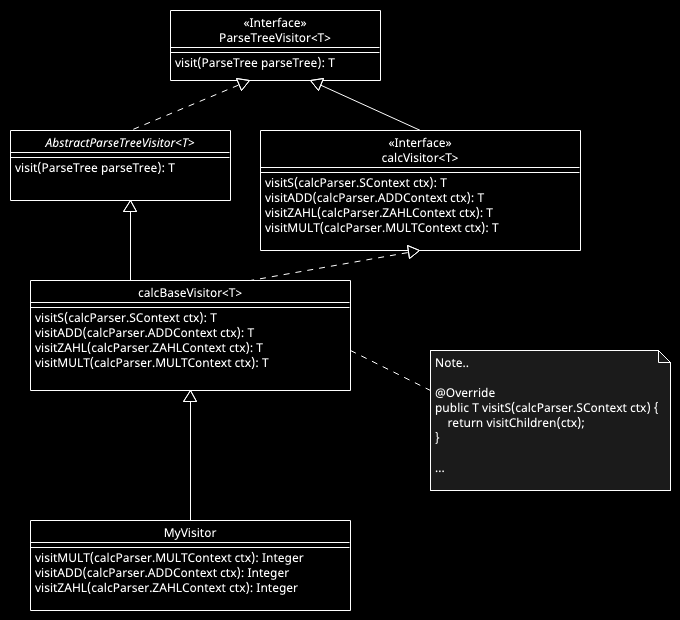 «Interface»
ParseTreeVisitor<T>
visit(ParseTree parseTree): T
AbstractParseTreeVisitor<T>
visit(ParseTree parseTree): T
«Interface»
calcVisitor<T>
visitS(calcParser.SContext ctx): T
visitADD(calcParser.ADDContext ctx): T
visitZAHL(calcParser.ZAHLContext ctx): T
visitMULT(calcParser.MULTContext ctx): T
calcBaseVisitor<T>
visitS(calcParser.SContext ctx): T
visitADD(calcParser.ADDContext ctx): T
visitZAHL(calcParser.ZAHLContext ctx): T
visitMULT(calcParser.MULTContext ctx): T
Note..
@Override
public T visitS(calcParser.SContext ctx) {
    return visitChildren(ctx);
}
...
MyVisitor
visitMULT(calcParser.MULTContext ctx): Integer
visitADD(calcParser.ADDContext ctx): Integer
visitZAHL(calcParser.ZAHLContext ctx): Integer